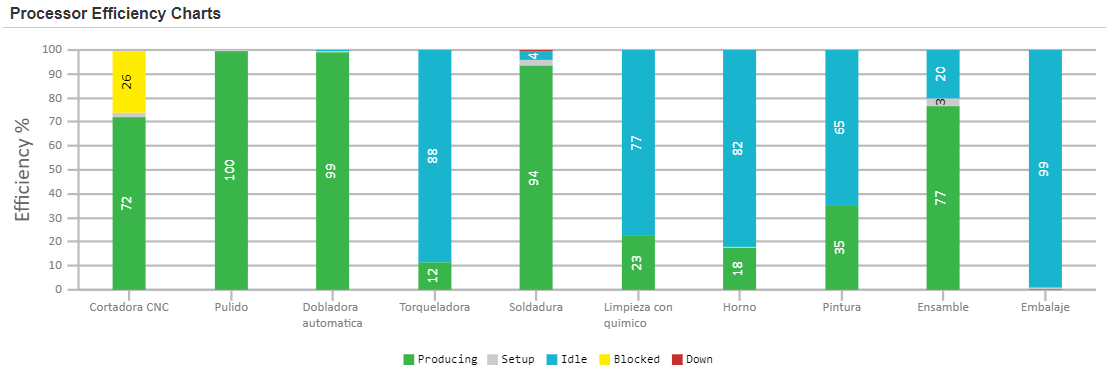 Processor Efficiency Charts
Efficiency %
100
90
80
70
60
50
40
30
20
10
0
72
26
100
99
12
88
94
4
23
77
18
82
35
65
77
3
20
99
Cortadora CNC
Pulido
Dobladora
automatica
Torqueladora
Soldadura
Limpieza con
quimico
Horno
Pintura
Ensamble
Embalaje
Producing Setup Idle Blocked Down